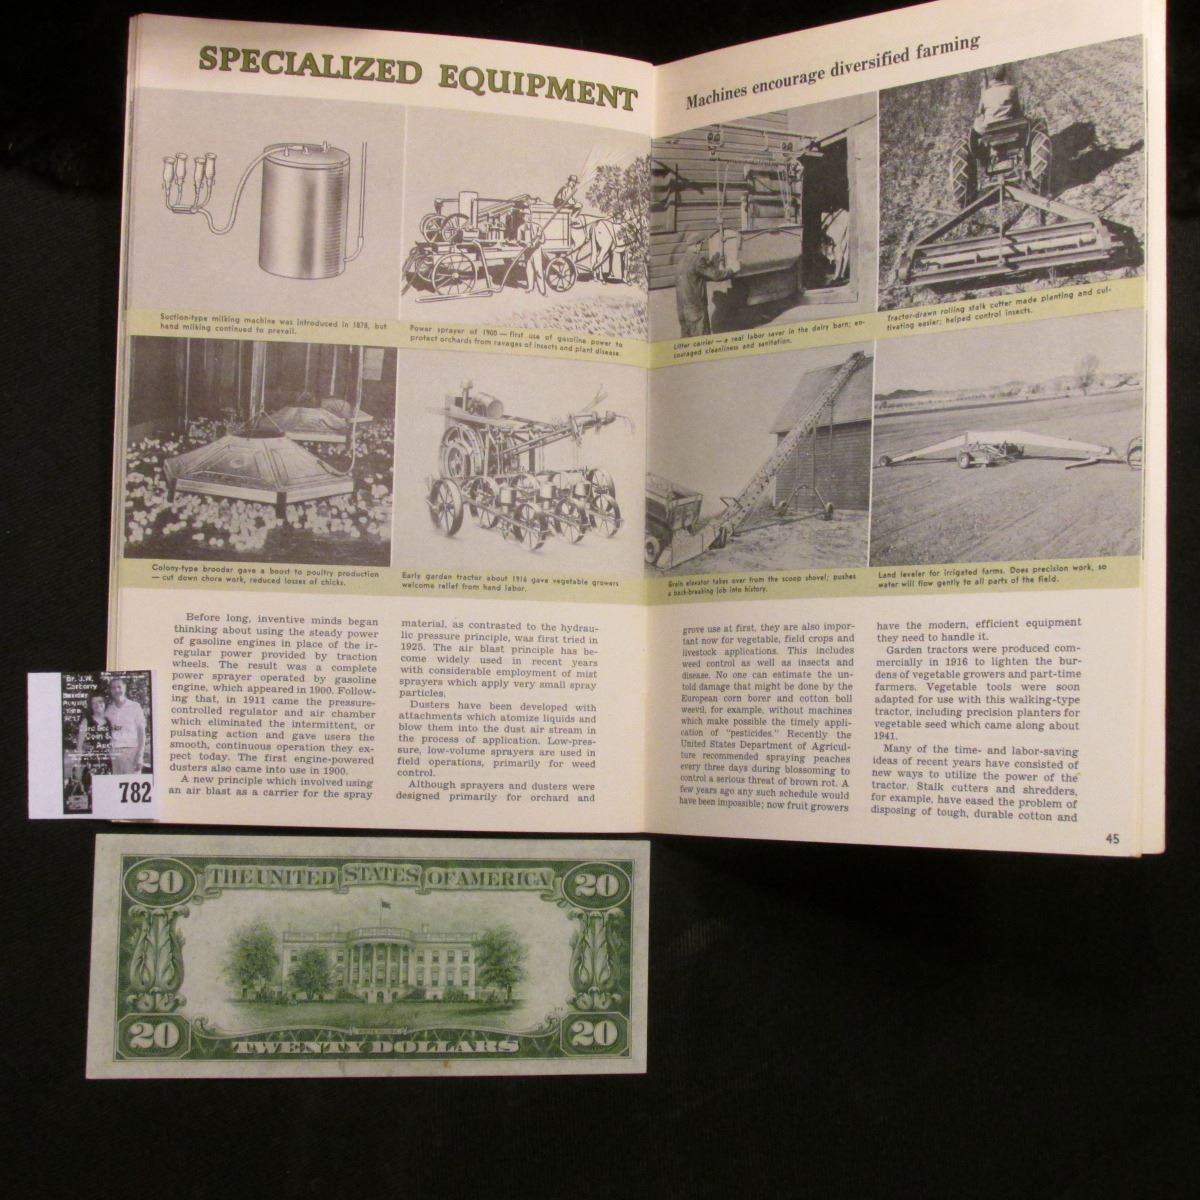 SPECIALIZED EQUIPMENT
Suction-type milking machine was introduced in 1878, but
hand milking continued to prevail.
Power sprayer of 1900 — first use of gasoline power to
protect orchards from ravages of insects and plant disease.
Colony-type brooder gave a boost to poultry production
— cut down chore work, reduced losses of chicks.
Early garden tractor about 1916 gave vegetable growers
welcome relief from hand labor.
Before long, inventive minds began
thinking about using the steady power
of gasoline engines in place of the ir-
regular power provided by traction
wheels. The result was a complete
power sprayer operated by gasoline
engine, which appeared in 1900. Follow-
ing that, in 1911 came the pressure-
controlled regulator and air chamber
which eliminated the intermittent, or
pulsating action and gave users the
smooth, continuous operation they ex-
pect today. The first engine-powered
dusters also came into use in 1900.
A new principle which involved using
an air blast as a carrier for the spray
material, as contrasted to the hydrau-
lic pressure principle, was first tried in
1925. The air blast principle has be-
come widely used in recent years
with considerable employment of mist
sprayers which apply very small spray
particles.
Dusters have been developed with
attachments which atomize liquids and
blow them into the dust air stream in
the process of application. Low-pres-
sure, low-volume sprayers are used in
field operations, primarily for weed
control.
Although sprayers and dusters were
designed primarily for orchard and
Machines encourage diversified farming
Litter carrier — a real labor saver in the dairy barn; en-
couraged cleanliness and sanitation.
Tractor-drawn rolling stalk cutter made planting and cul-
tivating easier; helped control insects.
Grain elevator takes over from the scoop shovel; pushes
a back-breaking job into history.
Land leveler for irrigated farms. Does precision work, so
water will flow gently to all parts of the field.
grove use at first, they are also impor-
tant now for vegetable, field crops and
livestock applications. This includes
weed control as well as insects and
disease. No one can estimate the un-
told damage that might be done by the
European corn borer and cotton boll
weevil, for example, without machines
which make possible the timely appli-
cation of "pesticides." Recently the
United States Department of Agricul-
ture recommended spraying peaches
every three days during blossoming to
control a serious threat of brown rot. A
few years ago any such schedule would
have been impossible; now fruit growers
have the modern, efficient equipment
they need to handle it.
Garden tractors were produced com-
mercially in 1916 to lighten the bur-
dens of vegetable growers and part-time
farmers. Vegetable tools were soon
adapted for use with this walking-type
tractor, including precision planters for
vegetable seed which came along about
1941.
Many of the time- and labor-saving
ideas of recent years have consisted of
new ways to utilize the power of the
tractor. Stalk cutters and shredders,
for example, have eased the problem of
disposing of tough, durable cotton and
45
782
20 THE UNITED STATES OF AMERICA 20
WHITE HOUSE
20 TWENTY DOLLARS 20